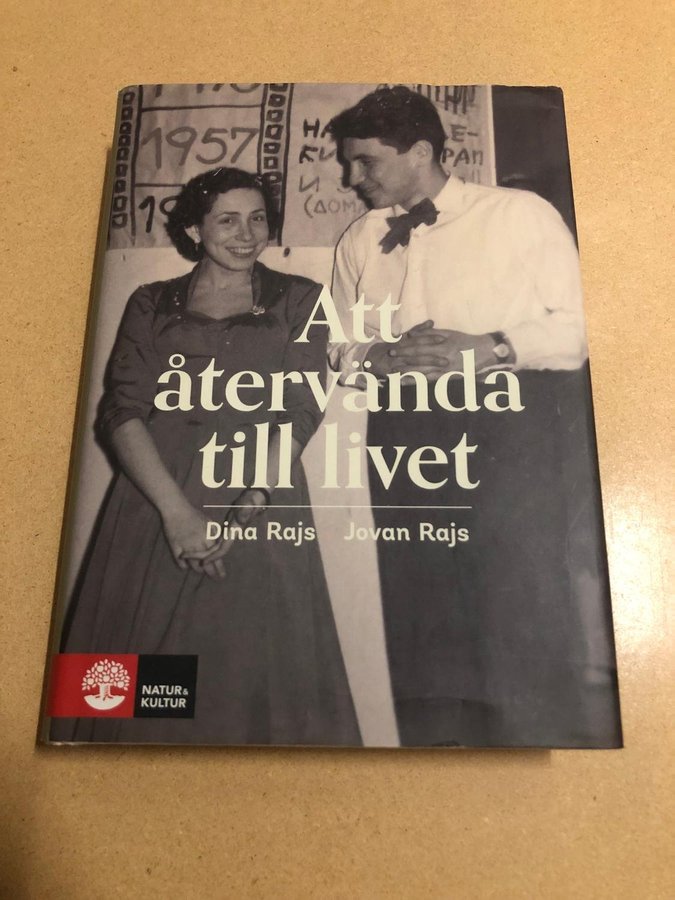 1957
Att
återvända
till livet
Dina Rajs Jovan Rajs
NATUR&
KULTUR